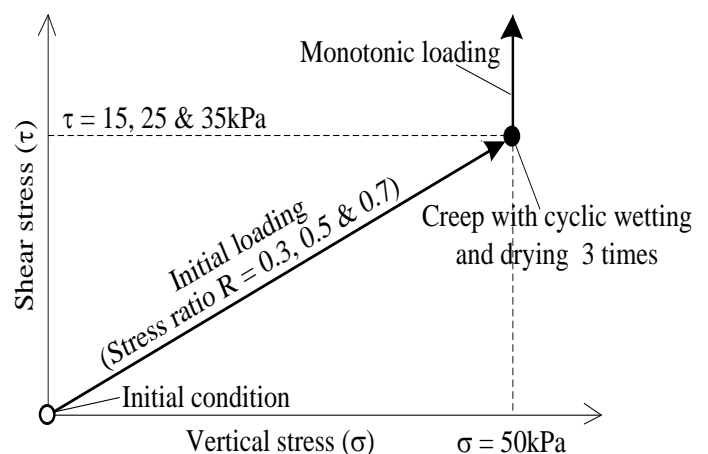 Monotonic loading
τ = 15, 25 & 35kPa
Shear stress (τ)
Initial loading
(Stress ratio R = 0.3, 0.5 & 0.7)
Creep with cyclic wetting
and drying 3 times
Initial condition
Vertical stress (σ)
σ = 50kPa